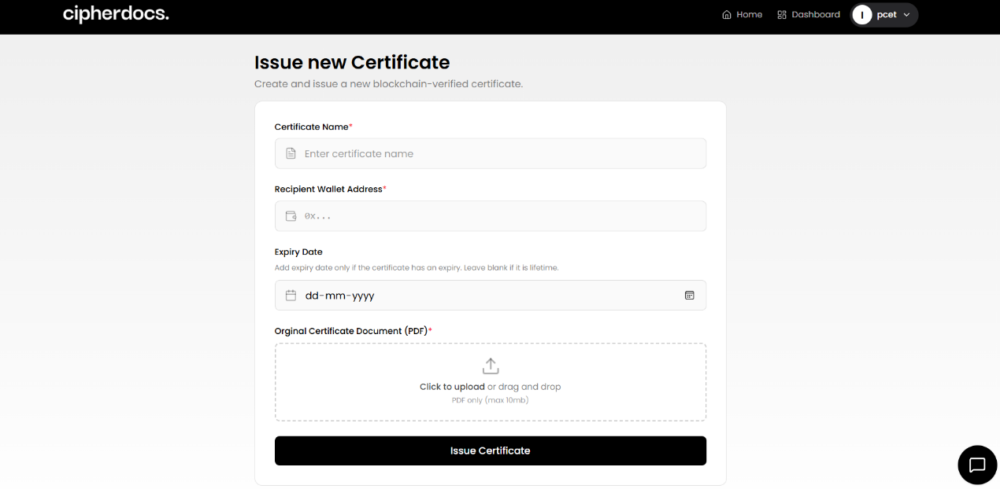 cipherdocs.
Home
Dashboard
I
pcet
Issue new Certificate
Create and issue a new blockchain-verified certificate.
Certificate Name*
Enter certificate name
Recipient Wallet Address*
0x...
Expiry Date
Add expiry date only if the certificate has an expiry. Leave blank if it is lifetime.
dd-mm-yyyy
Orginal Certificate Document (PDF)*
Click to upload or drag and drop
PDF only (max 10mb)
Issue Certificate